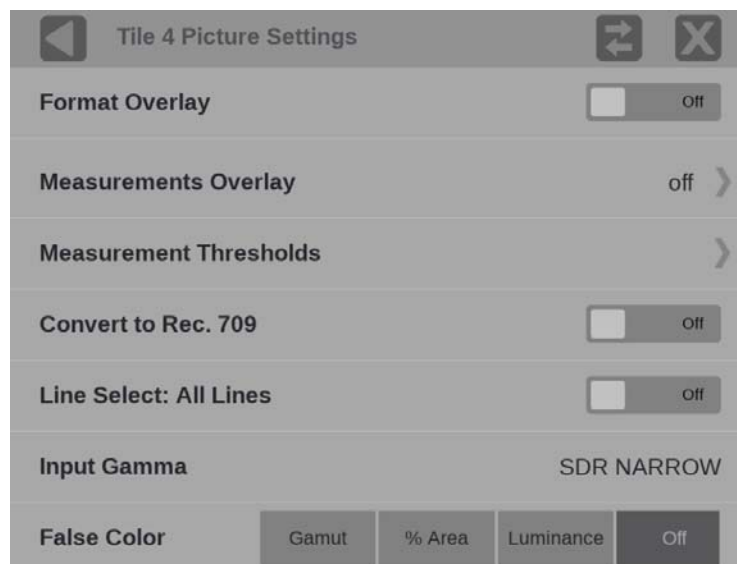 Tile 4 Picture Settings
Format Overlay Off
Measurements Overlay off
Measurement Thresholds
Convert to Rec. 709 Off
Line Select: All Lines Off
Input Gamma SDR NARROW
False Color Gamut % Area Luminance Off